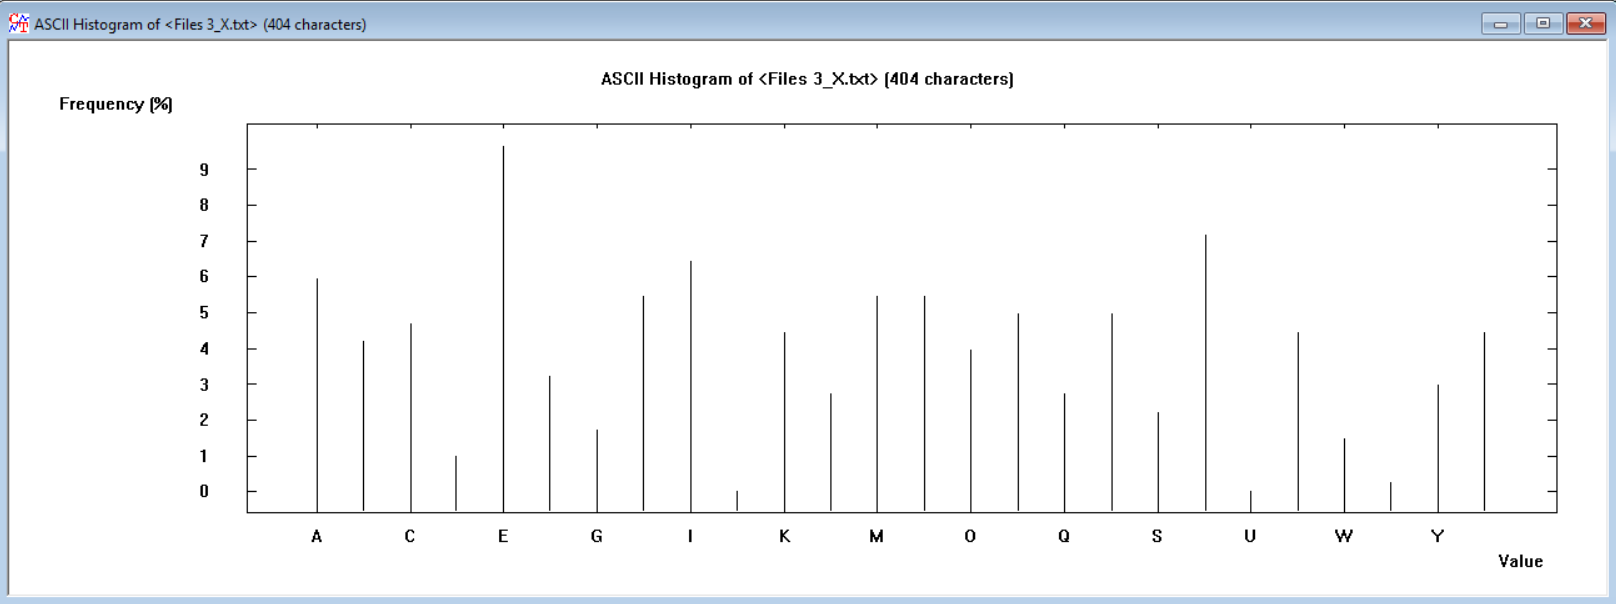 ASCII Histogram of <Files 3_X.txt> (404 characters)
ASCII Histogram of <Files 3_X.txt> (404 characters)
Frequency (%)
9
8
7
6
5
4
3
2
1
0
A C E G I K M O Q S U W Y
Value